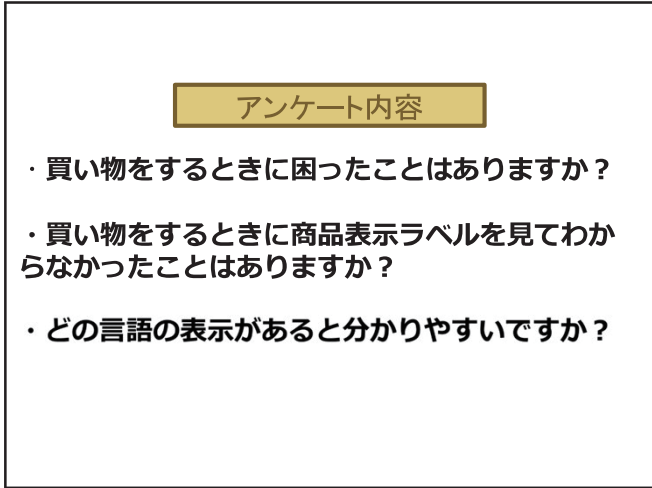 アンケート内容
・買い物をするときに困ったことはありますか？
・買い物をするときに商品表示ラベルを見てわか
らなかったことはありますか？
・どの言語の表示があると分かりやすいですか？